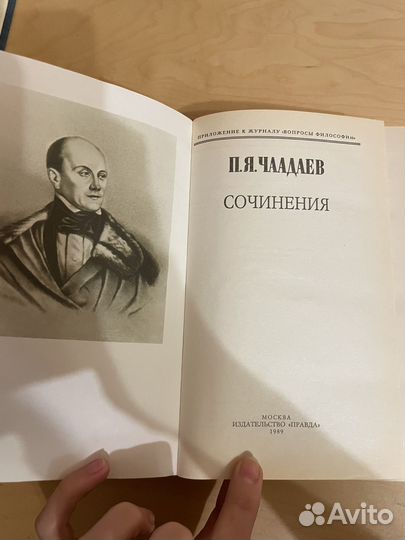 ПРИЛОЖЕНИЕ К ЖУРНАЛУ «ВОПРОСЫ ФИЛОСОФИИ»
П.Я.ЧААДАЕВ
СОЧИНЕНИЯ
МОСКВА
ИЗДАТЕЛЬСТВО «ПРАВДА»
1989
Avito